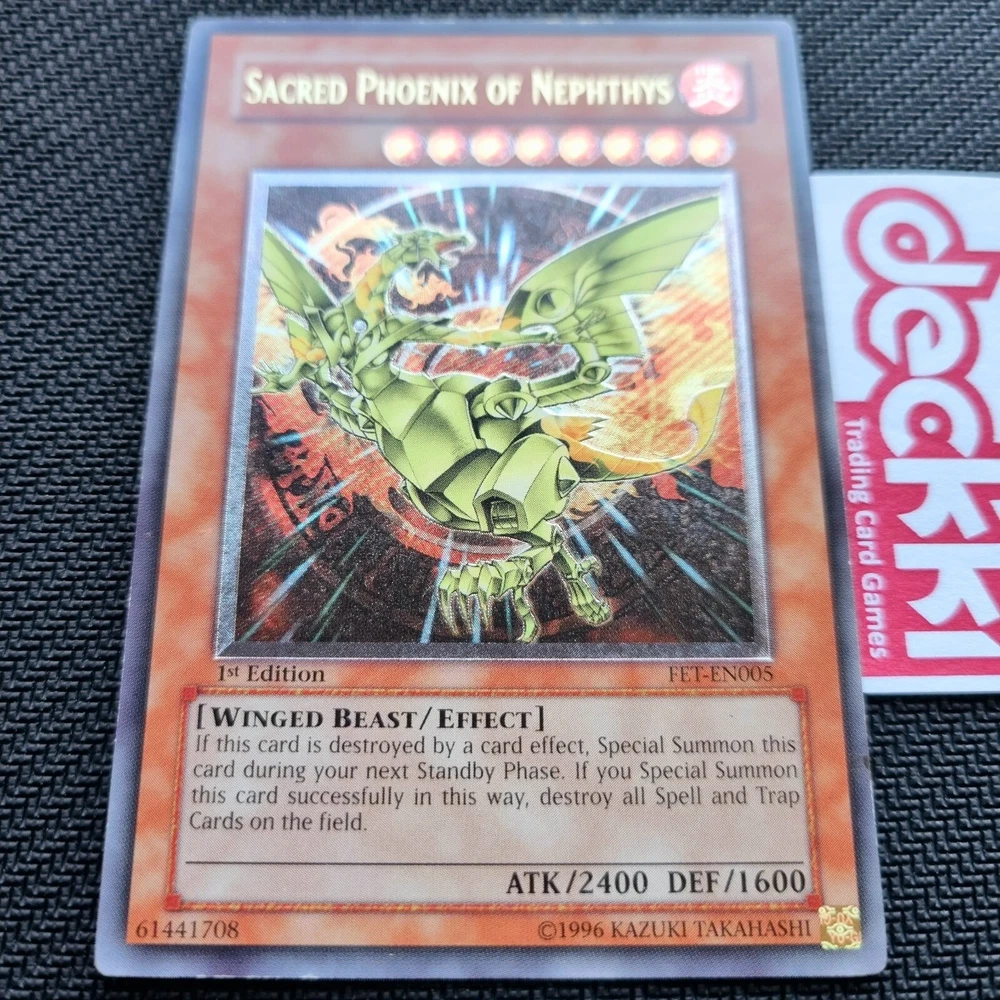 SACRED PHOENIX OF NEPHTHYS
炎
1st Edition
FET-EN005
[WINGED BEAST/EFFECT]
If this card is destroyed by a card effect, Special Summon this
card during your next Standby Phase. If you Special Summon
this card successfully in this way, destroy all Spell and Trap
Cards on the field.
ATK/2400 DEF/1600
61441708
©1996 KAZUKI TAKAHASHI
deckki
Trading Card Games